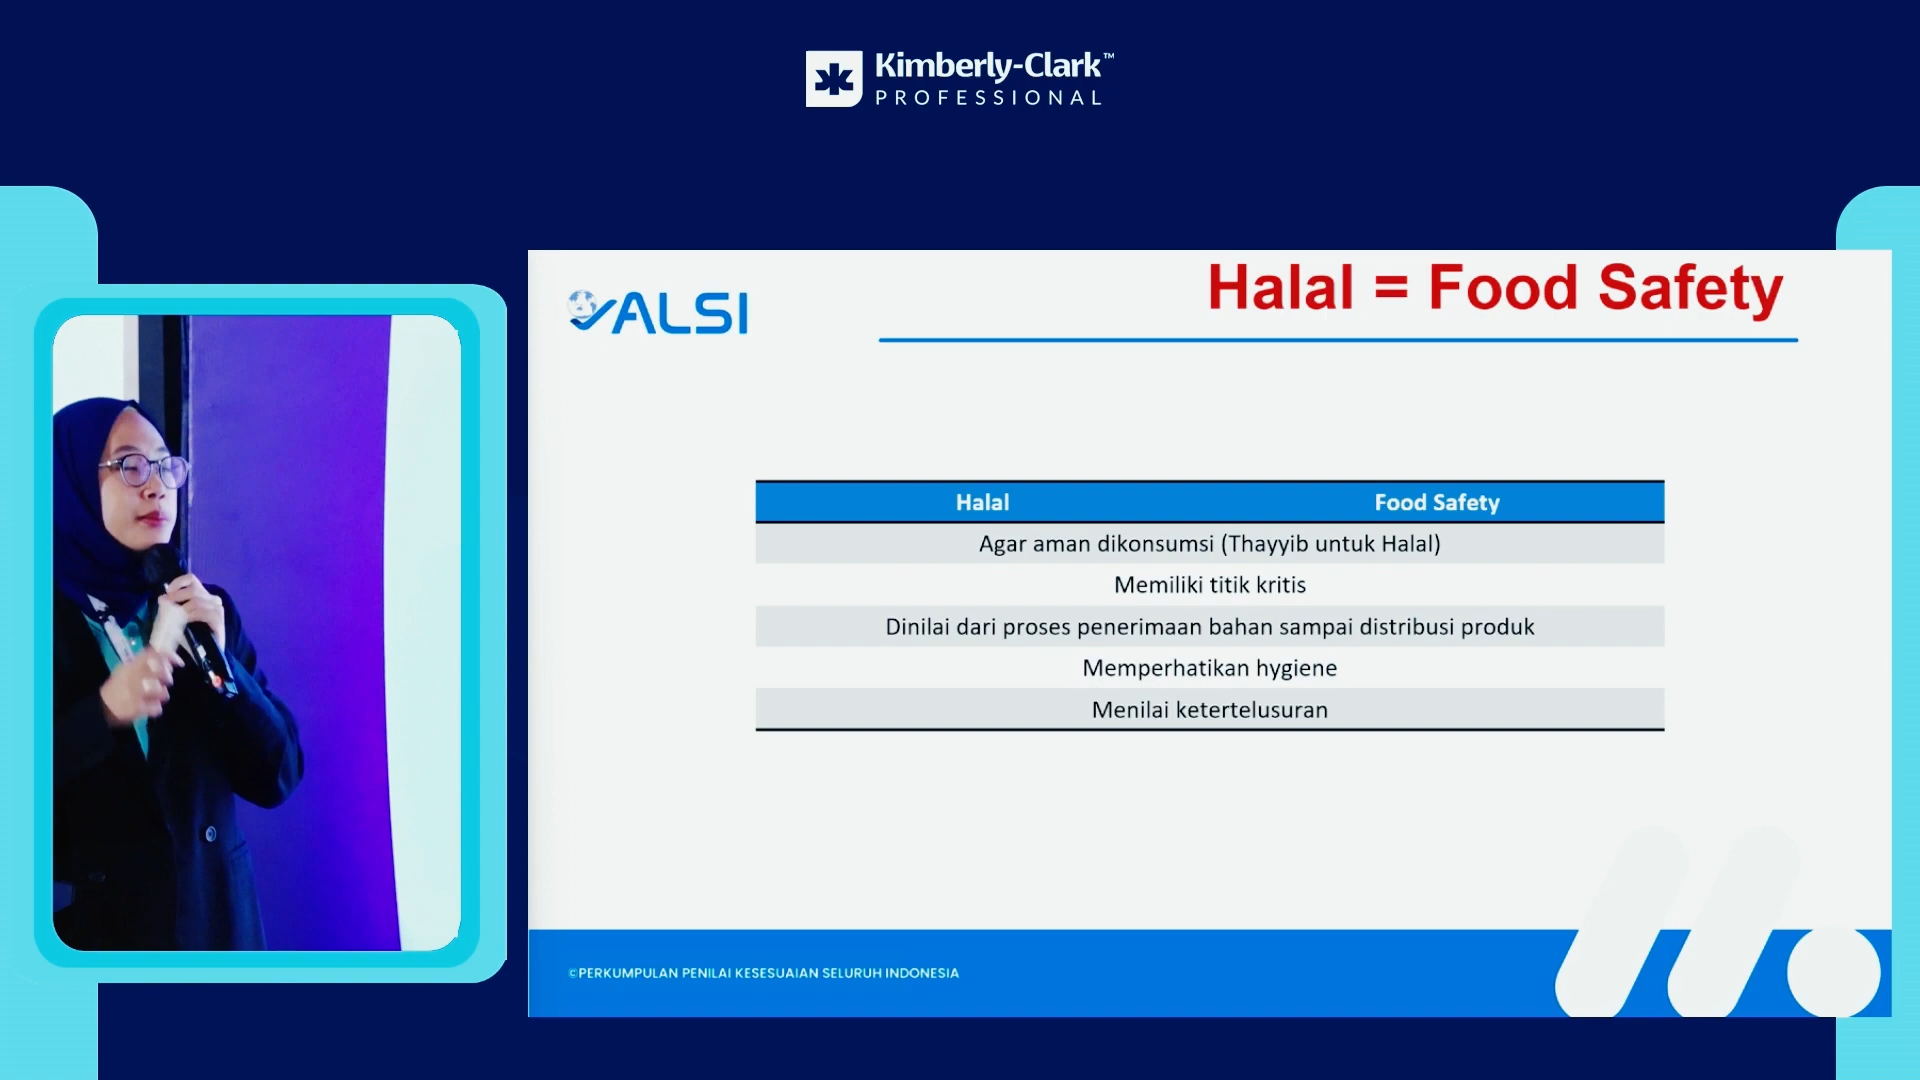 Kimberly-Clark™
PROFESSIONAL
ALSI
Halal = Food Safety
Halal Food Safety
Agar aman dikonsumsi (Thayyib untuk Halal)
Memiliki titik kritis
Dinilai dari proses penerimaan bahan sampai distribusi produk
Memperhatikan hygiene
Menilai ketertelusuran
©PERKUMPULAN PENILAI KESESUAIAN SELURUH INDONESIA